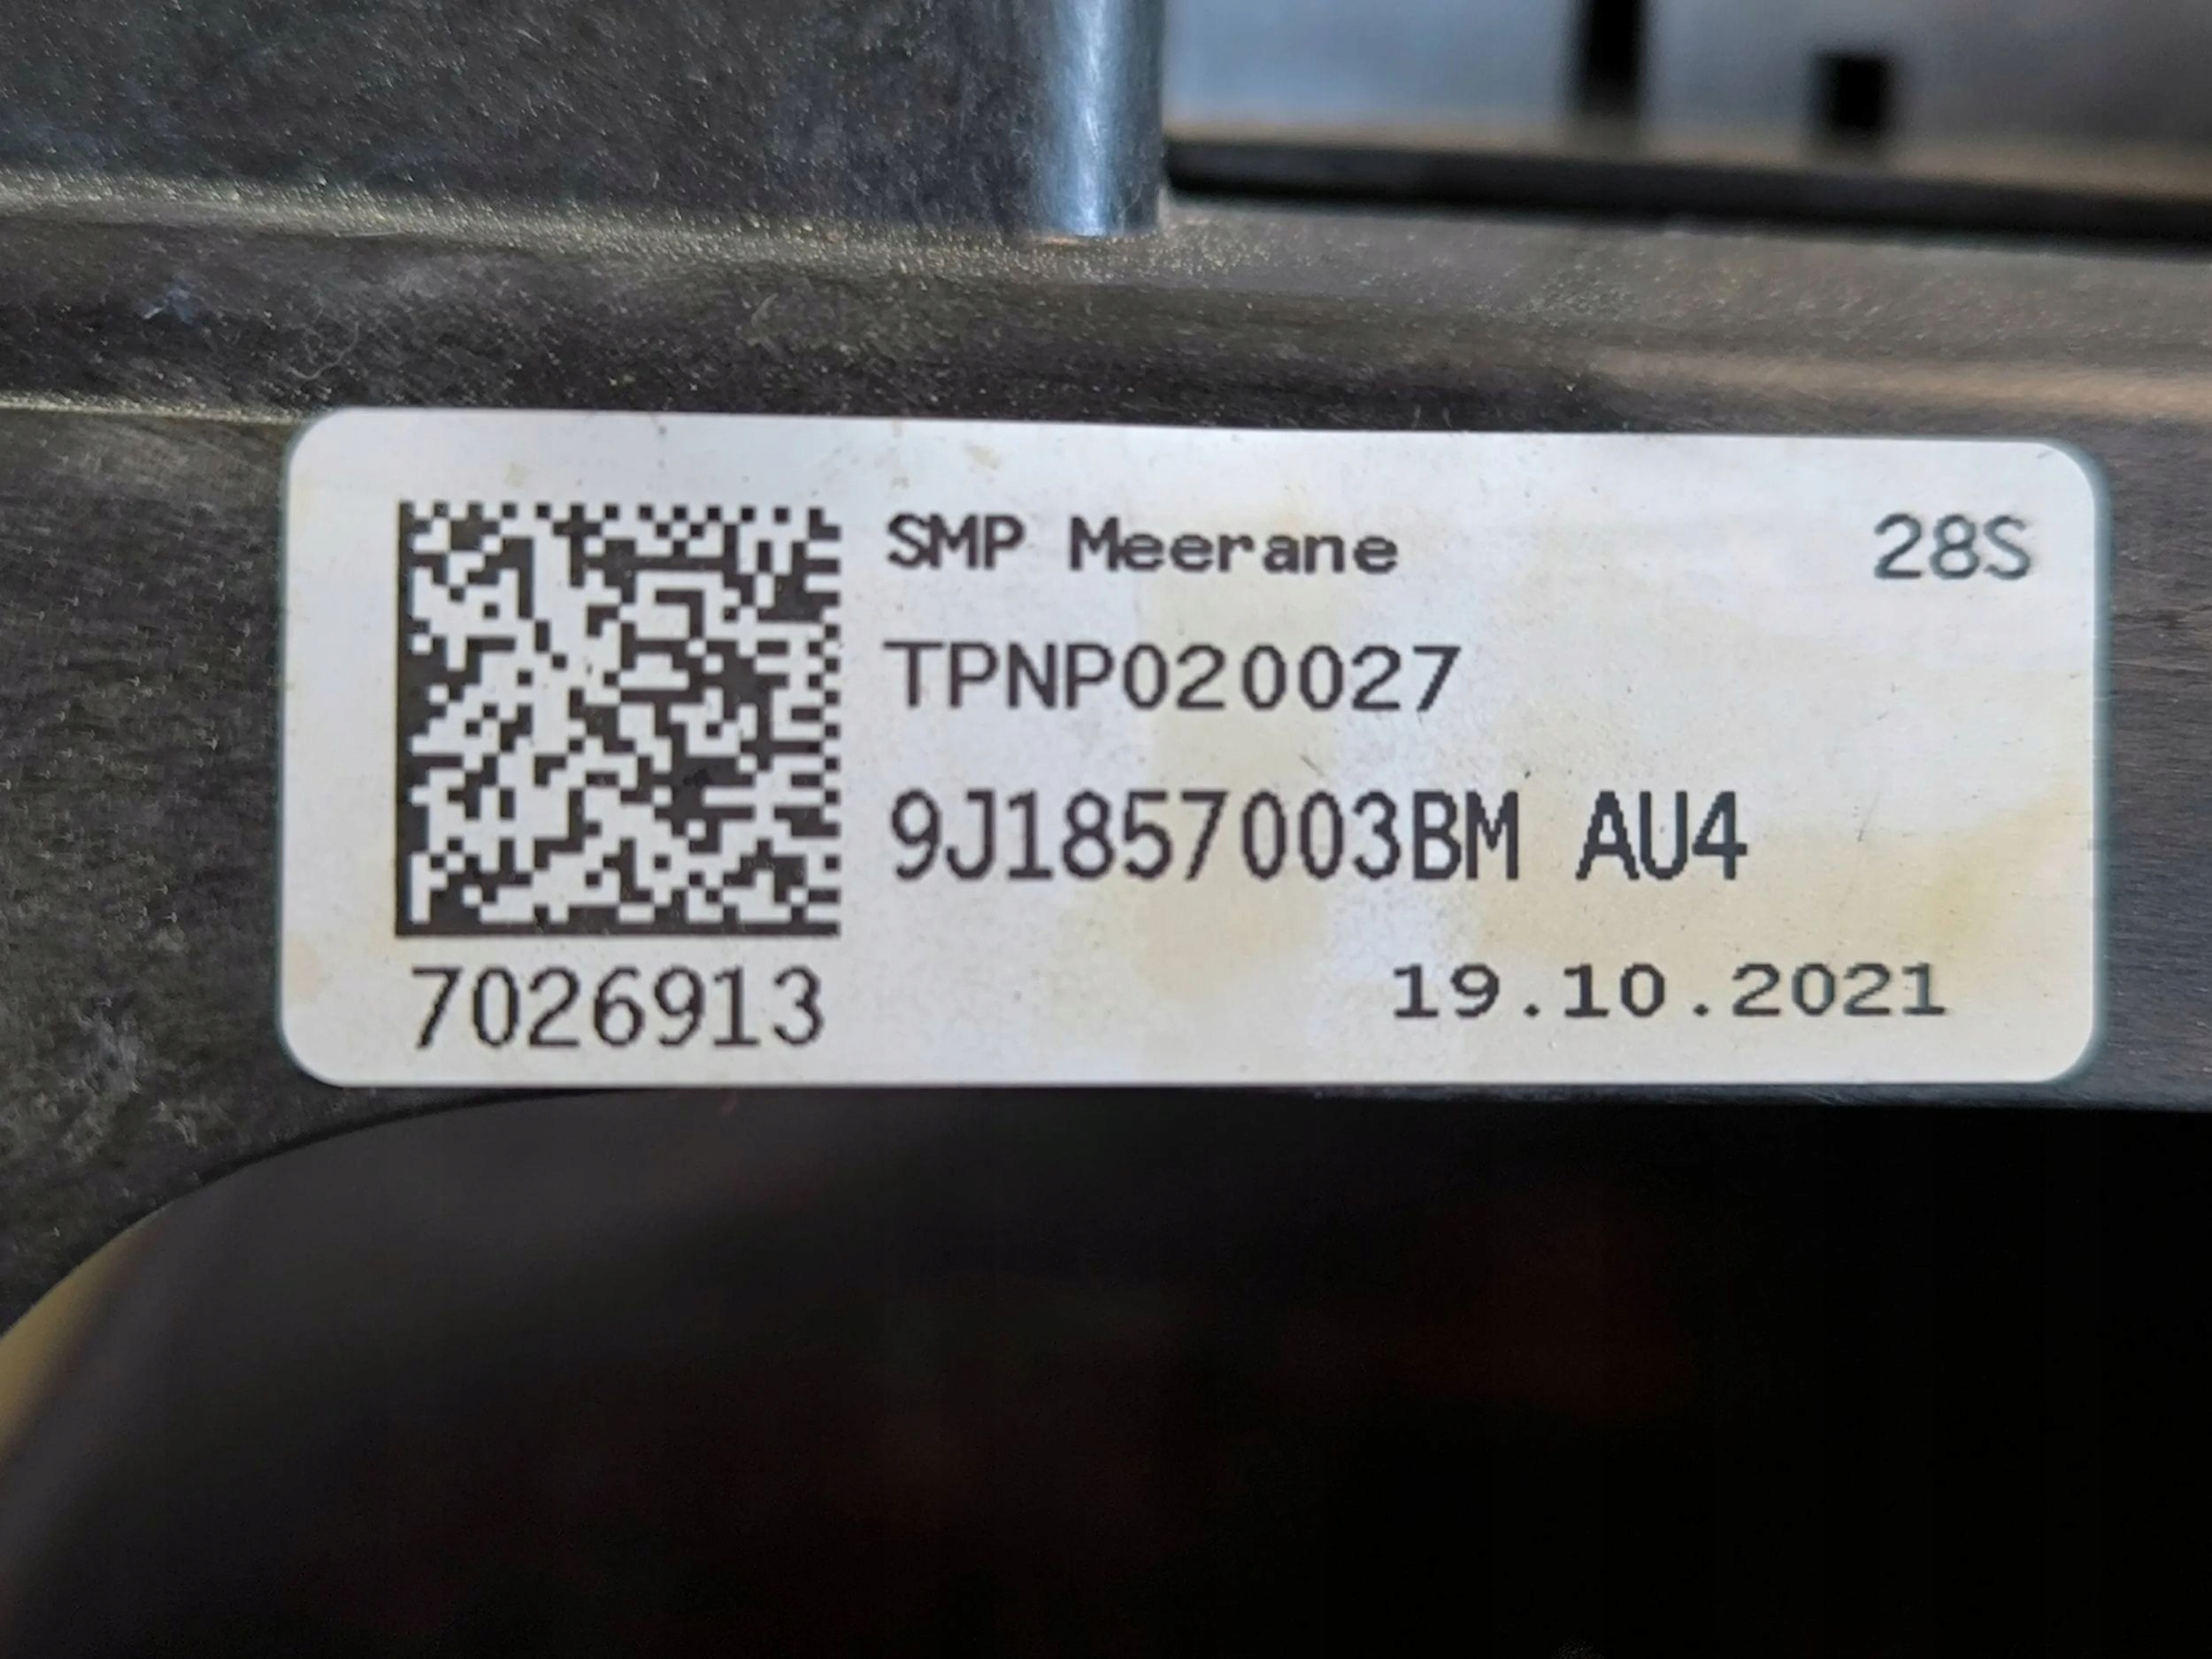 SMP Meerane 28S
TPNP020027
9J1857003BM AU4
7026913 19.10.2021